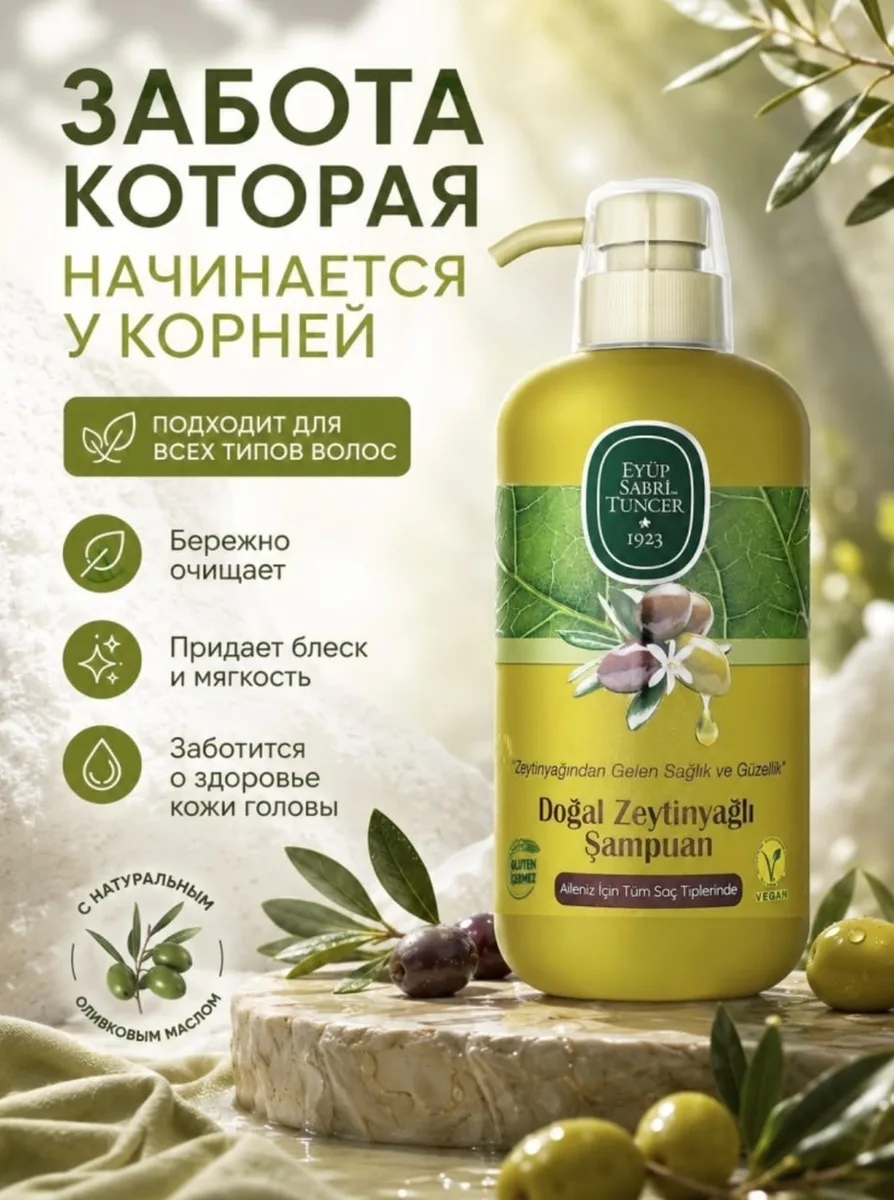 ЗАБОТА
КОТОРАЯ
НАЧИНАЕТСЯ
У КОРНЕЙ
ПОДХОДИТ ДЛЯ
ВСЕХ ТИПОВ ВОЛОС
Бережно
очищает
Придает блеск
и мягкость
Заботится
о здоровье
кожи головы
С НАТУРАЛЬНЫМ
ОЛИВКОВЫМ МАСЛОМ
EYÜP
SABRİ
TUNCER
1923
"Zeytinyağından Gelen Sağlık ve Güzellik"
Doğal Zeytinyağlı
Şampuan
GLUTEN
İÇERMEZ
Aileniz İçin Tüm Saç Tiplerinde
VEGAN